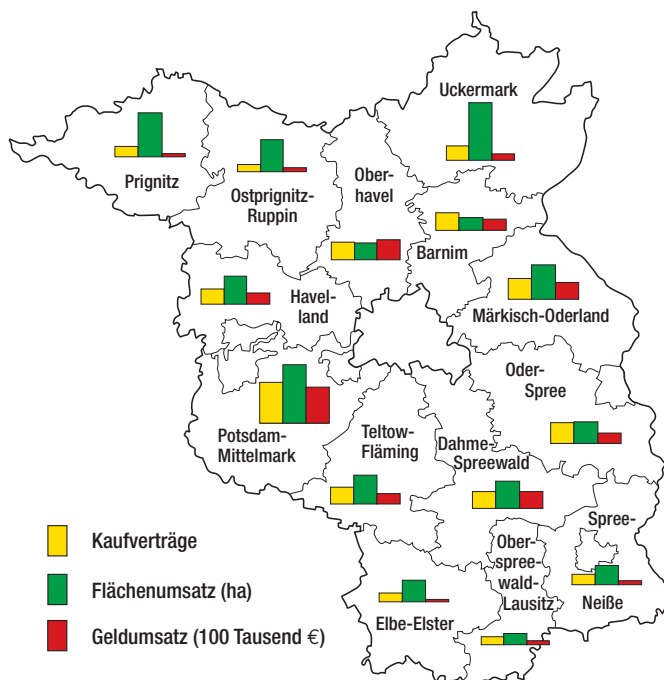 Uckermark
Prignitz
Ostprignitz-
Ruppin
Ober-
havel
Barnim
Havel-
land
Märkisch-Oderland
Oder-
Spree
Potsdam-
Mittelmark
Teltow-
Fläming
Dahme-
Spreewald
Spree-
Neiße
Ober-
spree-
wald-
Lausitz
Elbe-Elster
Kaufverträge
Flächenumsatz (ha)
Geldumsatz (100 Tausend €)